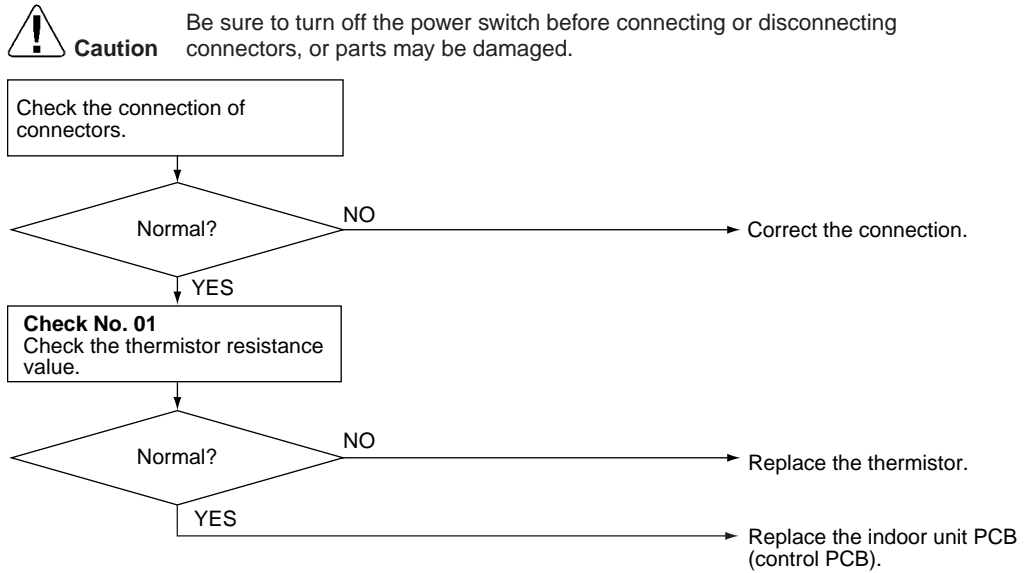 Be sure to turn off the power switch before connecting or disconnecting
Caution connectors, or parts may be damaged.
Check the connection of
connectors.
Normal?
NO
Correct the connection.
YES
Check No. 01
Check the thermistor resistance
value.
Normal?
NO
Replace the thermistor.
YES
Replace the indoor unit PCB
(control PCB).